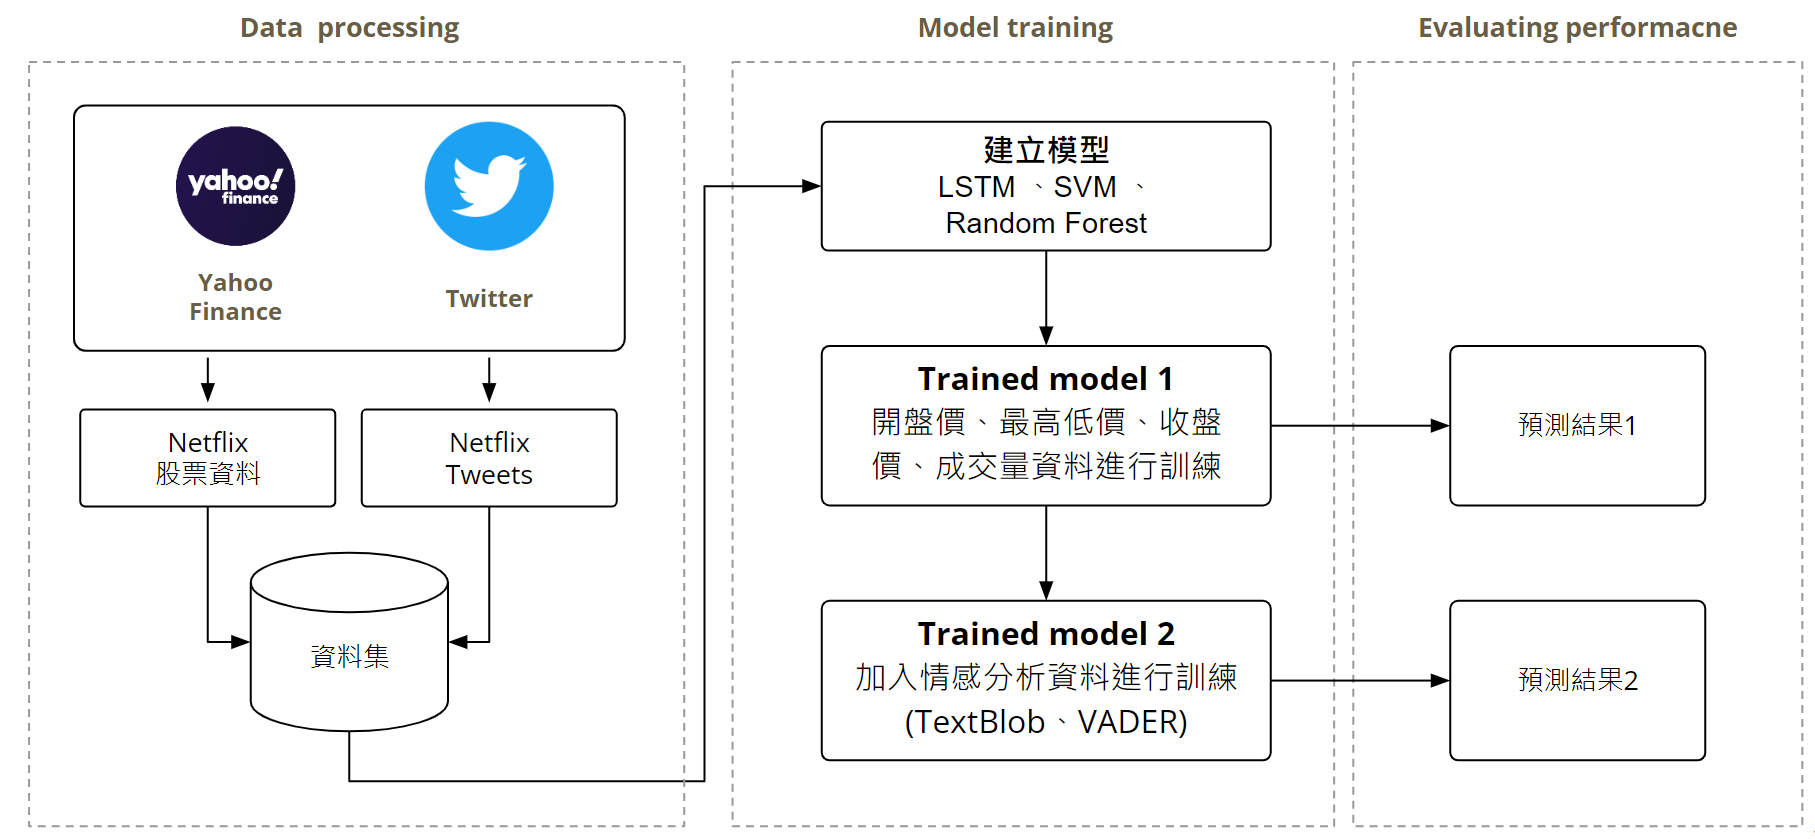 Data processing
Model training
Evaluating performacne
yahoo!
finance
Yahoo
Finance
Twitter
Netflix
股票資料
Netflix
Tweets
資料集
建立模型
LSTM 、SVM 、
Random Forest
Trained model 1
開盤價、最高低價、收盤
價、成交量資料進行訓練
Trained model 2
加入情感分析資料進行訓練
(TextBlob、VADER)
預測結果1
預測結果2